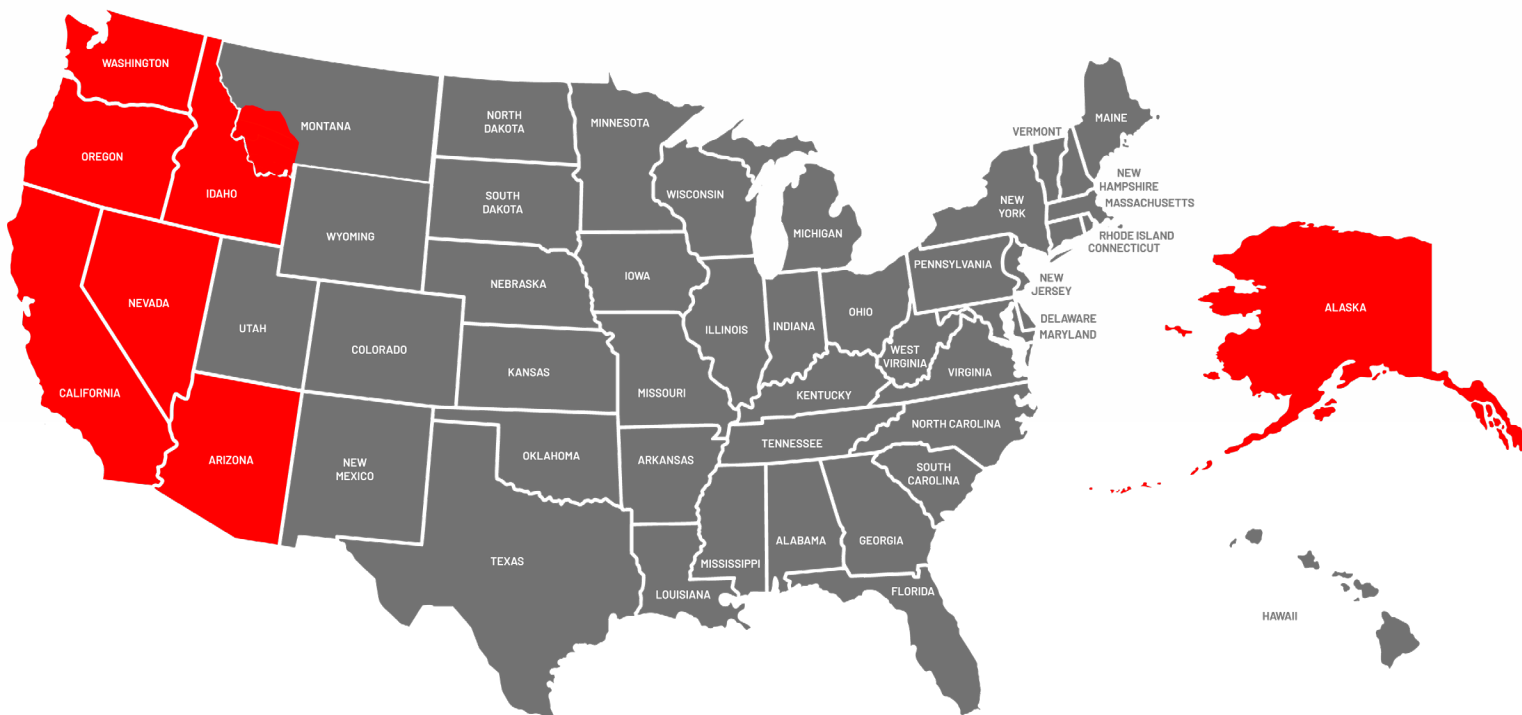 WASHINGTON
OREGON
IDAHO
MONTANA
NORTH
DAKOTA
MINNESOTA
SOUTH
DAKOTA
WYOMING
WISCONSIN
MICHIGAN
NEW
YORK
VERMONT
MAINE
NEW
HAMPSHIRE
MASSACHUSETTS
RHODE ISLAND
CONNECTICUT
NEVADA
UTAH
COLORADO
NEBRASKA
IOWA
ILLINOIS
INDIANA
OHIO
PENNSYLVANIA
NEW
JERSEY
DELAWARE
MARYLAND
CALIFORNIA
ARIZONA
NEW
MEXICO
KANSAS
MISSOURI
KENTUCKY
WEST
VIRGINIA
VIRGINIA
OKLAHOMA
ARKANSAS
TENNESSEE
NORTH CAROLINA
SOUTH
CAROLINA
TEXAS
LOUISIANA
MISSISSIPPI
ALABAMA
GEORGIA
FLORIDA
ALASKA
HAWAII